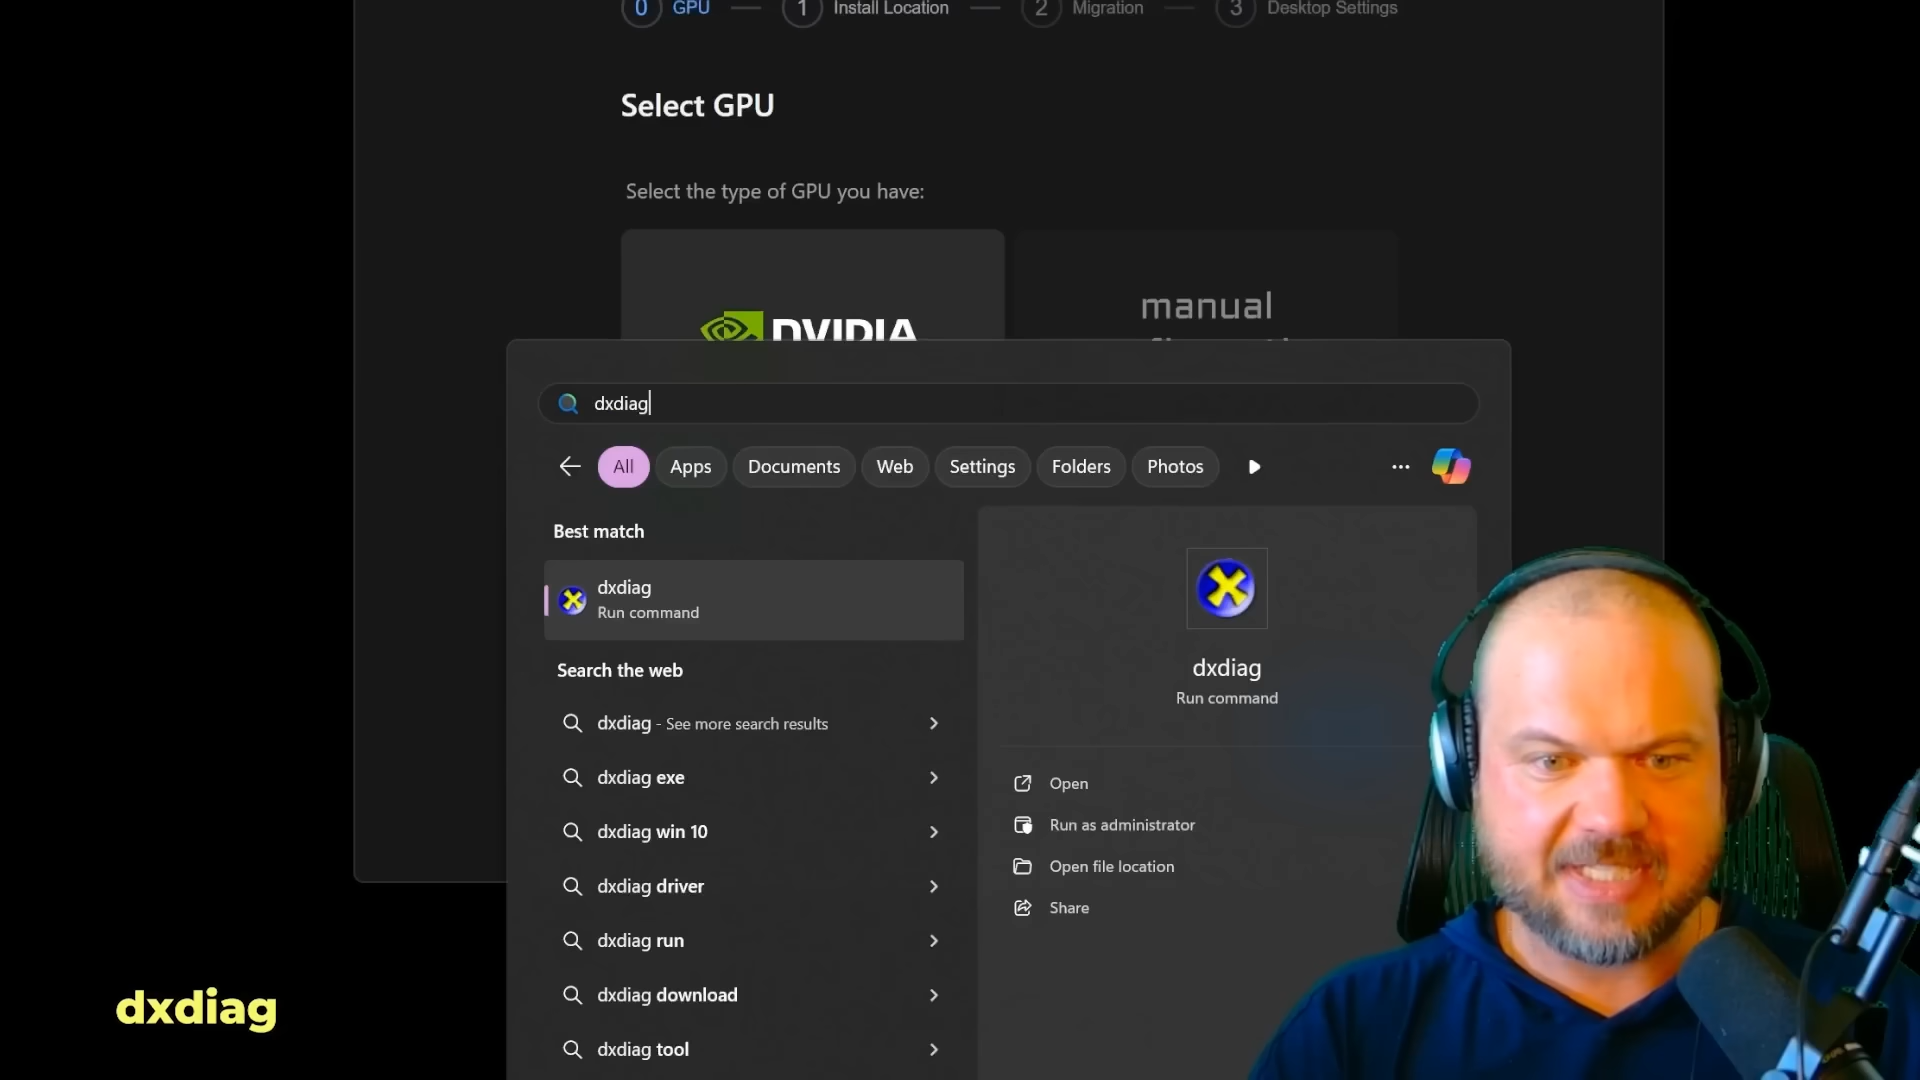 0 GPU 1 Install Location 2 Migration 3 Desktop Settings
Select GPU
Select the type of GPU you have:
manual
dxdiag
All Apps Documents Web Settings Folders Photos
Best match
dxdiag
Run command
Search the web
dxdiag - See more search results
dxdiag exe
dxdiag win 10
dxdiag driver
dxdiag run
dxdiag download
dxdiag tool
dxdiag
Run command
Open
Run as administrator
Open file location
Share
dxdiag